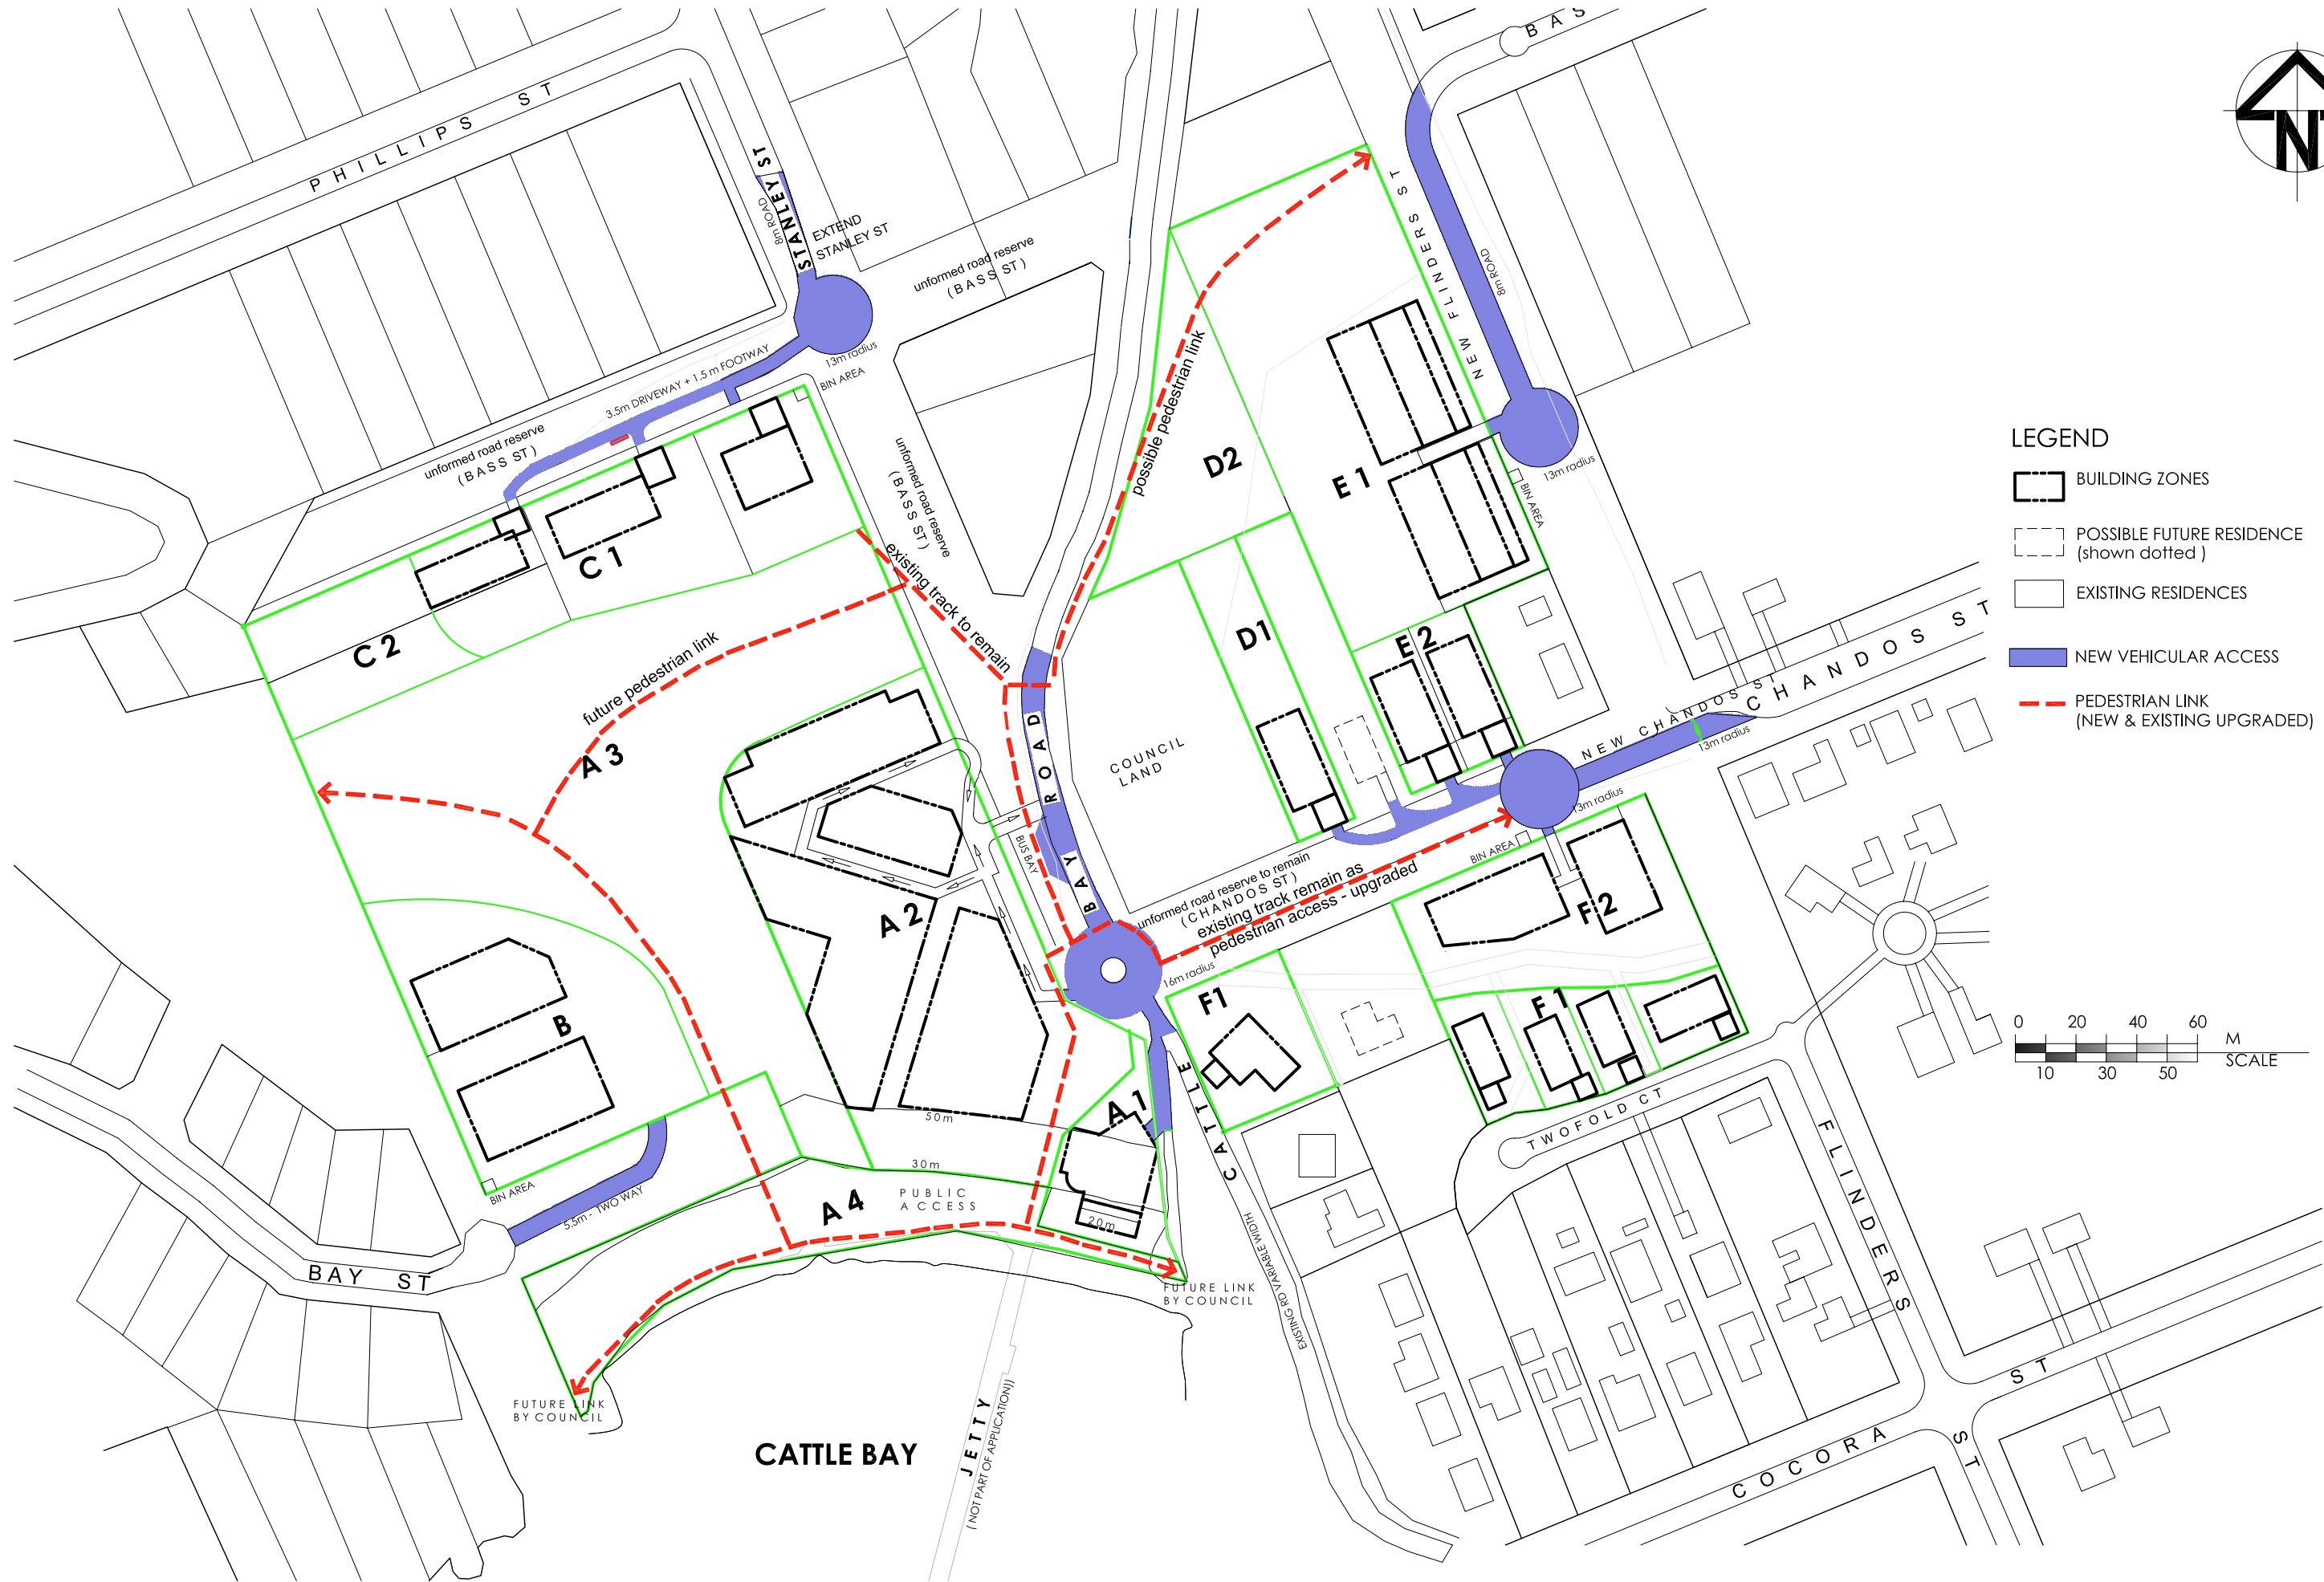 PHILLIPS ST
STANLEY ST
8m ROAD
EXTEND
STANLEY ST
unformed road reserve
( BASS ST )
13m radius
BIN AREA
3.5m DRIVEWAY + 1.5 m FOOTWAY
unformed road reserve
( BASS ST )
unformed road reserve
( BASS ST )
existing track to remain
C 1
C 2
future pedestrian link
A 3
A 2
B
BIN AREA
5.5m - TWO WAY
BAY ST
BUS BAY
CATTLE BAY ROAD
possible pedestrian link
D2
D1
E 1
E 2
BAS
NEW FLINDERS ST
8m ROAD
13m radius
BIN AREA
COUNCIL
LAND
NEW CHANDOS ST
CHANDOS ST
13m radius
13m radius
BIN AREA
unformed road reserve to remain
( CHANDOS ST )
existing track remain as
pedestrian access - upgraded
16m radius
F1
F 1
F 2
A 1
50m
30m
20m
A 4
PUBLIC
ACCESS
FUTURE LINK
BY COUNCIL
FUTURE LINK
BY COUNCIL
EXISTING RD VARIABLE WIDTH
TWOFOLD CT
FLINDERS ST
COCORA ST
CATTLE BAY
JETTY
( NOT PART OF APPLICATION))
N
LEGEND
BUILDING ZONES
POSSIBLE FUTURE RESIDENCE
(shown dotted )
EXISTING RESIDENCES
NEW VEHICULAR ACCESS
PEDESTRIAN LINK
(NEW & EXISTING UPGRADED)
0 20 40 60
M
SCALE
10 30 50